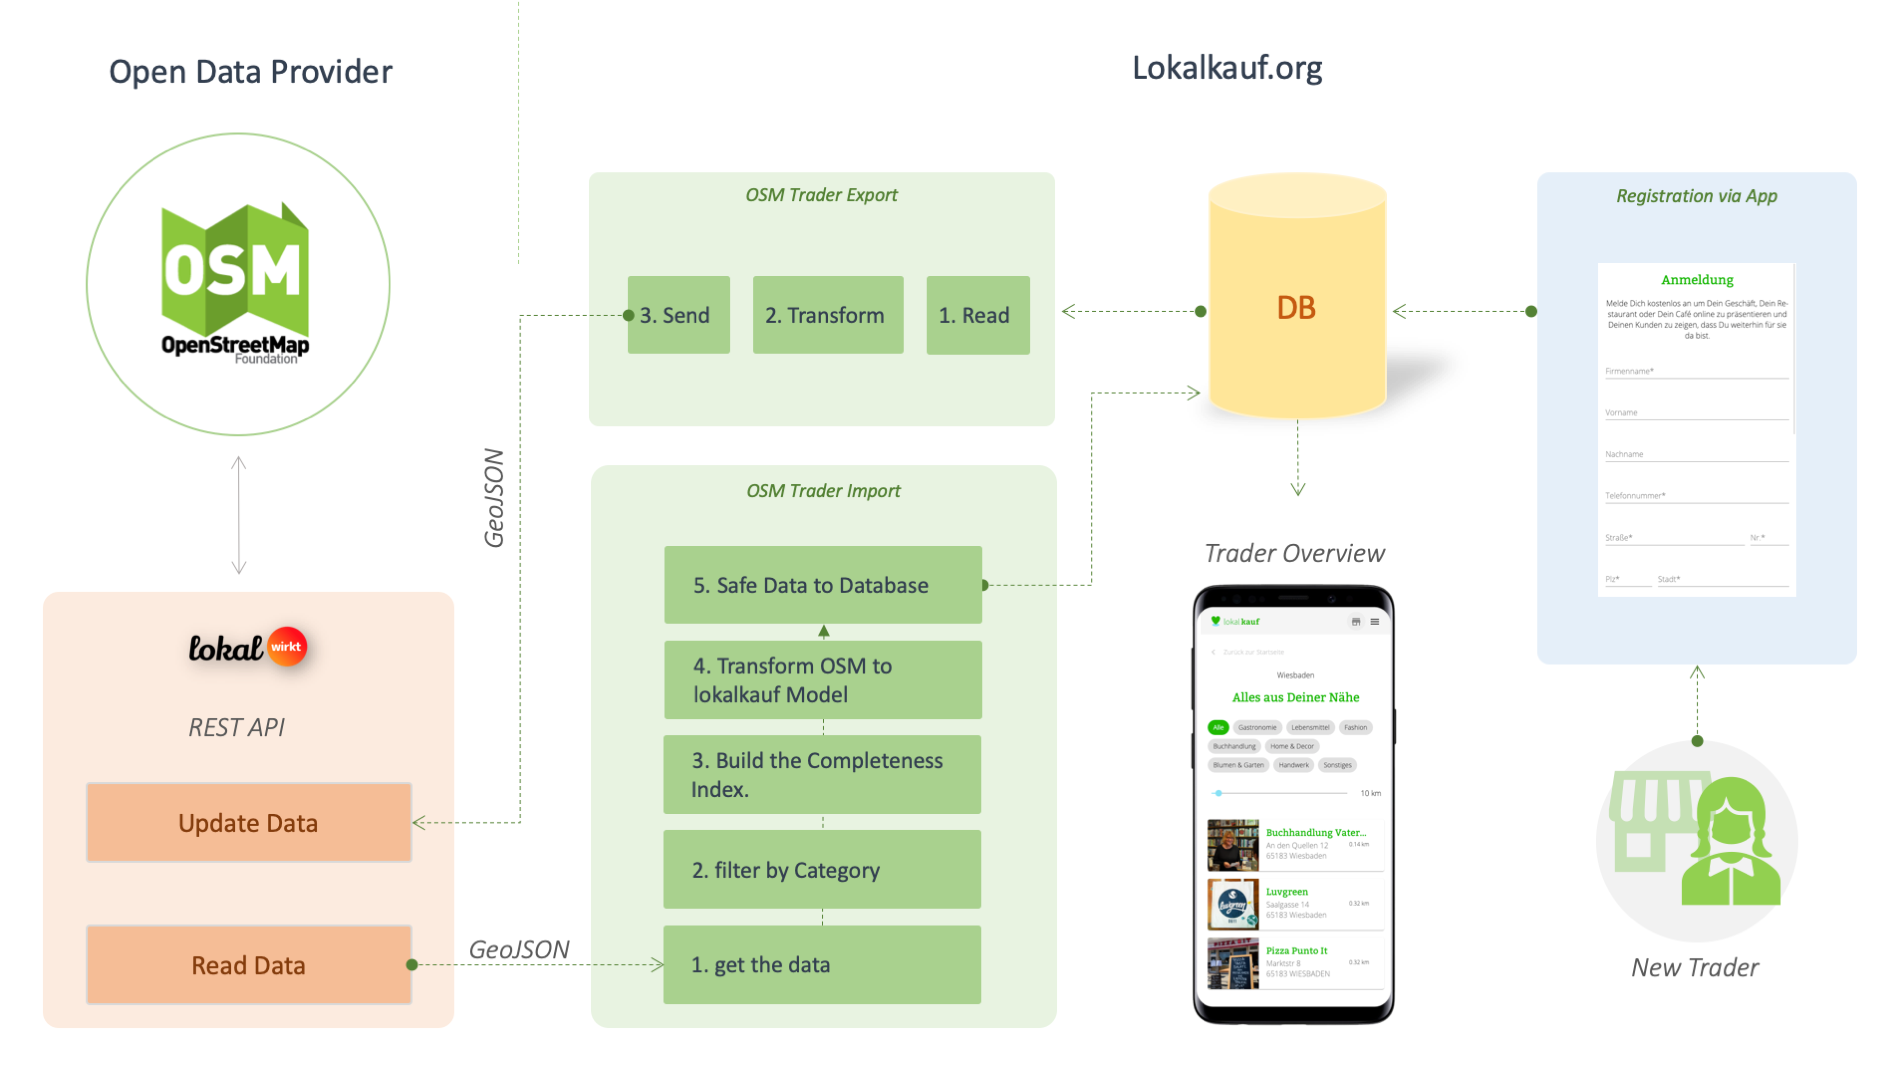 Open Data Provider
Lokalkauf.org
OSM
OpenStreetMap
Foundation
OSM Trader Export
3. Send
2. Transform
1. Read
DB
Registration via App
Anmeldung
Melde Dich kostenlos an um Dein Geschäft, Dein Re-
staurant oder Dein Café online zu präsentieren und
Deinen Kunden zu zeigen, dass Du weiterhin für sie
da bist.
Firmenname*
Vorname
Nachname
Telefonnummer*
Straße* Nr.*
Plz* Stadt*
GeoJSON
OSM Trader Import
5. Safe Data to Database
4. Transform OSM to
lokalkauf Model
3. Build the Completeness
Index.
2. filter by Category
1. get the data
lokal wirkt
REST API
Update Data
Read Data
GeoJSON
Trader Overview
lokalkauf
Zurück zur Startseite
Wiesbaden
Alles aus Deiner Nähe
Alle Gastronomie Lebensmittel Fashion
Buchhandlung Home & Decor
Blumen & Garten Handwerk Sonstiges
10 km
Buchhandlung Vater...
An den Quellen 12 0.14 km
65183 Wiesbaden
Luvgreen
Saalgasse 14 0.32 km
65183 Wiesbaden
Pizza Punto It
Marktstr 8 0.32 km
65183 WIESBADEN
New Trader